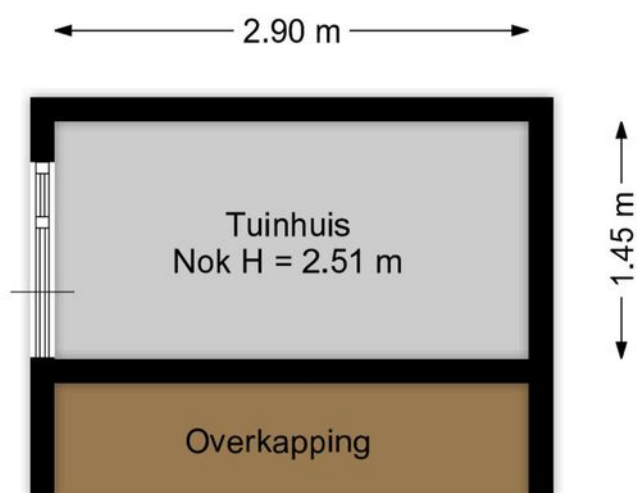 2.90 m
Tuinhuis
Nok H = 2.51 m
1.45 m
Overkapping